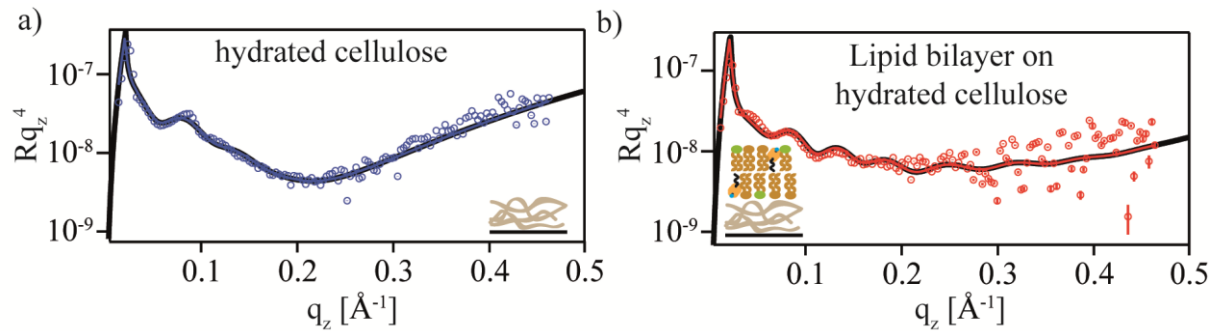 a)
hydrated cellulose
Rq_z^4
10^-7
10^-8
10^-9
0.1
0.2
0.3
0.4
0.5
q_z [Å^-1]
b)
Lipid bilayer on
hydrated cellulose
Rq_z^4
10^-7
10^-8
10^-9
0.1
0.2
0.3
0.4
0.5
q_z [Å^-1]